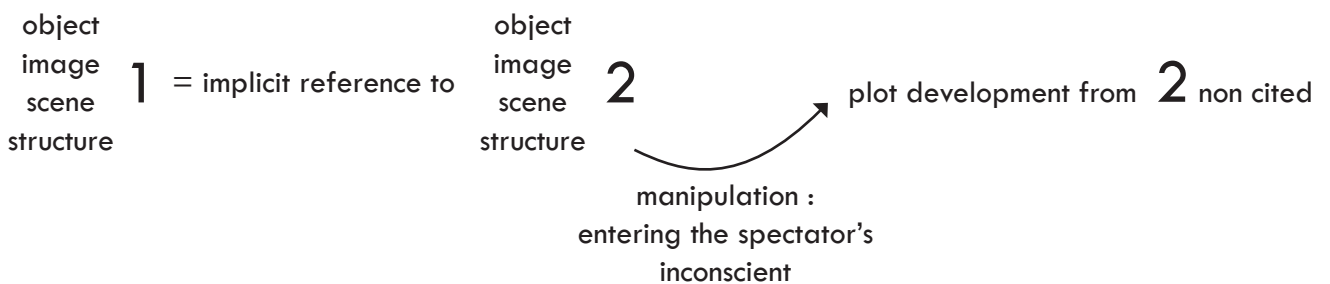 object
image
scene
structure
1
= implicit reference to
object
image
scene
structure
2
plot development from 2 non cited
manipulation :
entering the spectator’s
inconscient